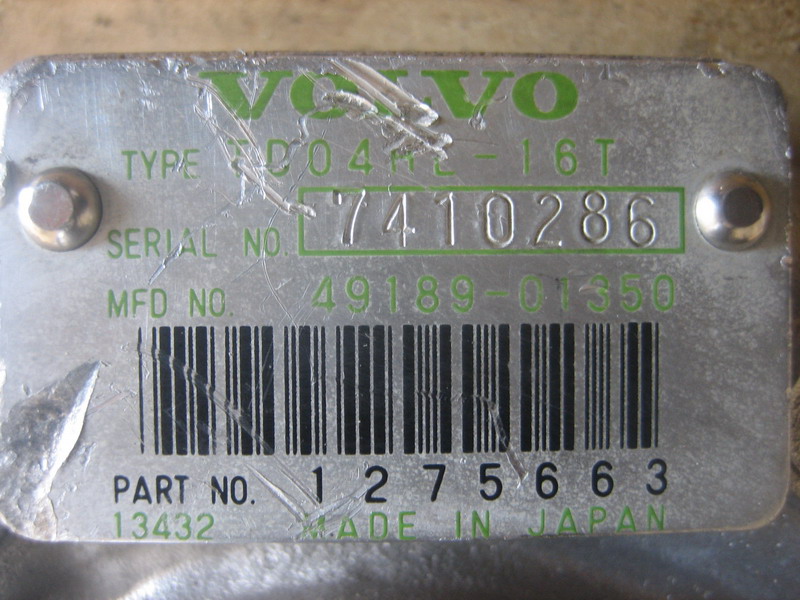 VOLVO
TYPE TD04HL-16T
SERIAL NO. 7410286
MFD NO. 49189-01350
PART NO. 1275663
13432 MADE IN JAPAN